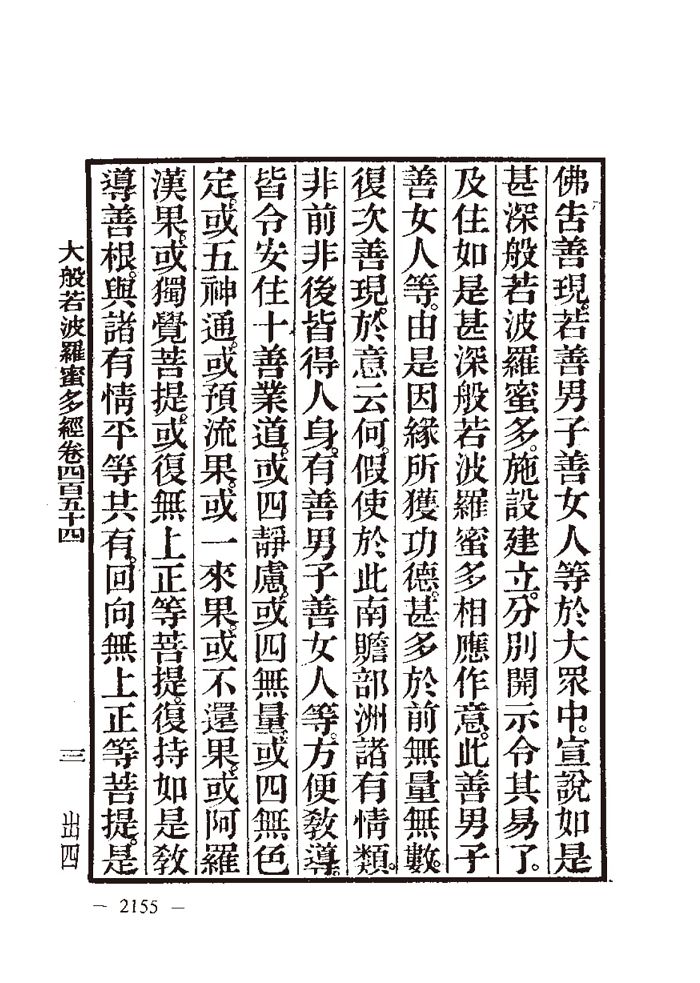 佛告善現。若善男子善女人等於大眾中。宣說如是
甚深般若波羅蜜多。施設建立。分別開示令其易了。
及住如是甚深般若波羅蜜多相應作意。此善男子
善女人等。由是因緣所獲功德。甚多於前無量無數。
復次善現。於意云何。假使於此南贍部洲諸有情類。
非前非後皆得人身。有善男子善女人等。方便敎導。
皆令安住十善業道。或四靜慮。或四無量。或四無色
定。或五神通。或預流果。或一來果。或不還果。或阿羅
漢果。或獨覺菩提。或復無上正等菩提。復持如是敎
導善根。與諸有情平等共有。回向無上正等菩提。是
大般若波羅蜜多經卷四百五十四 三 出四
— 2155 —